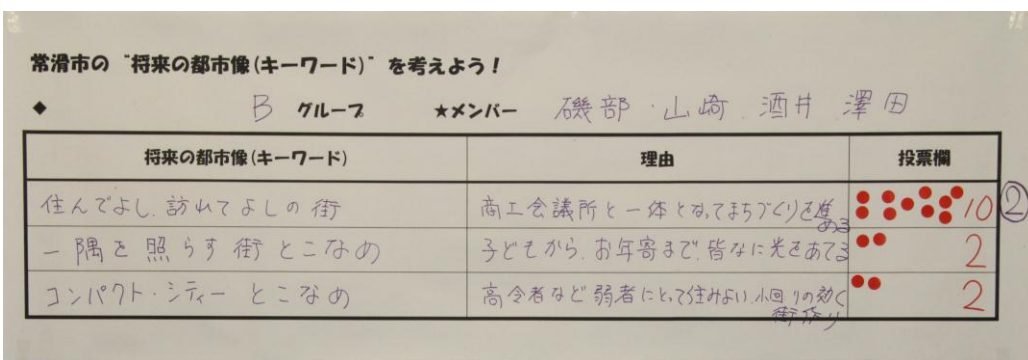 常滑市の“将来の都市像(キーワード)”を考えよう!
◆ B グループ ★メンバー 礒部・山崎 酒井 澤田
将来の都市像(キーワード) 理由 投票欄
住んでよし、訪れてよしの街 商工会議所と一体となってまちづくりを進める 10 ②
一隅を照らす街とこなめ 子どもから、お年寄まで、皆なに光をあてる 2
コンパクト・シティー とこなめ 高令者など弱者にとって住みよい、小回りの効く街作り 2